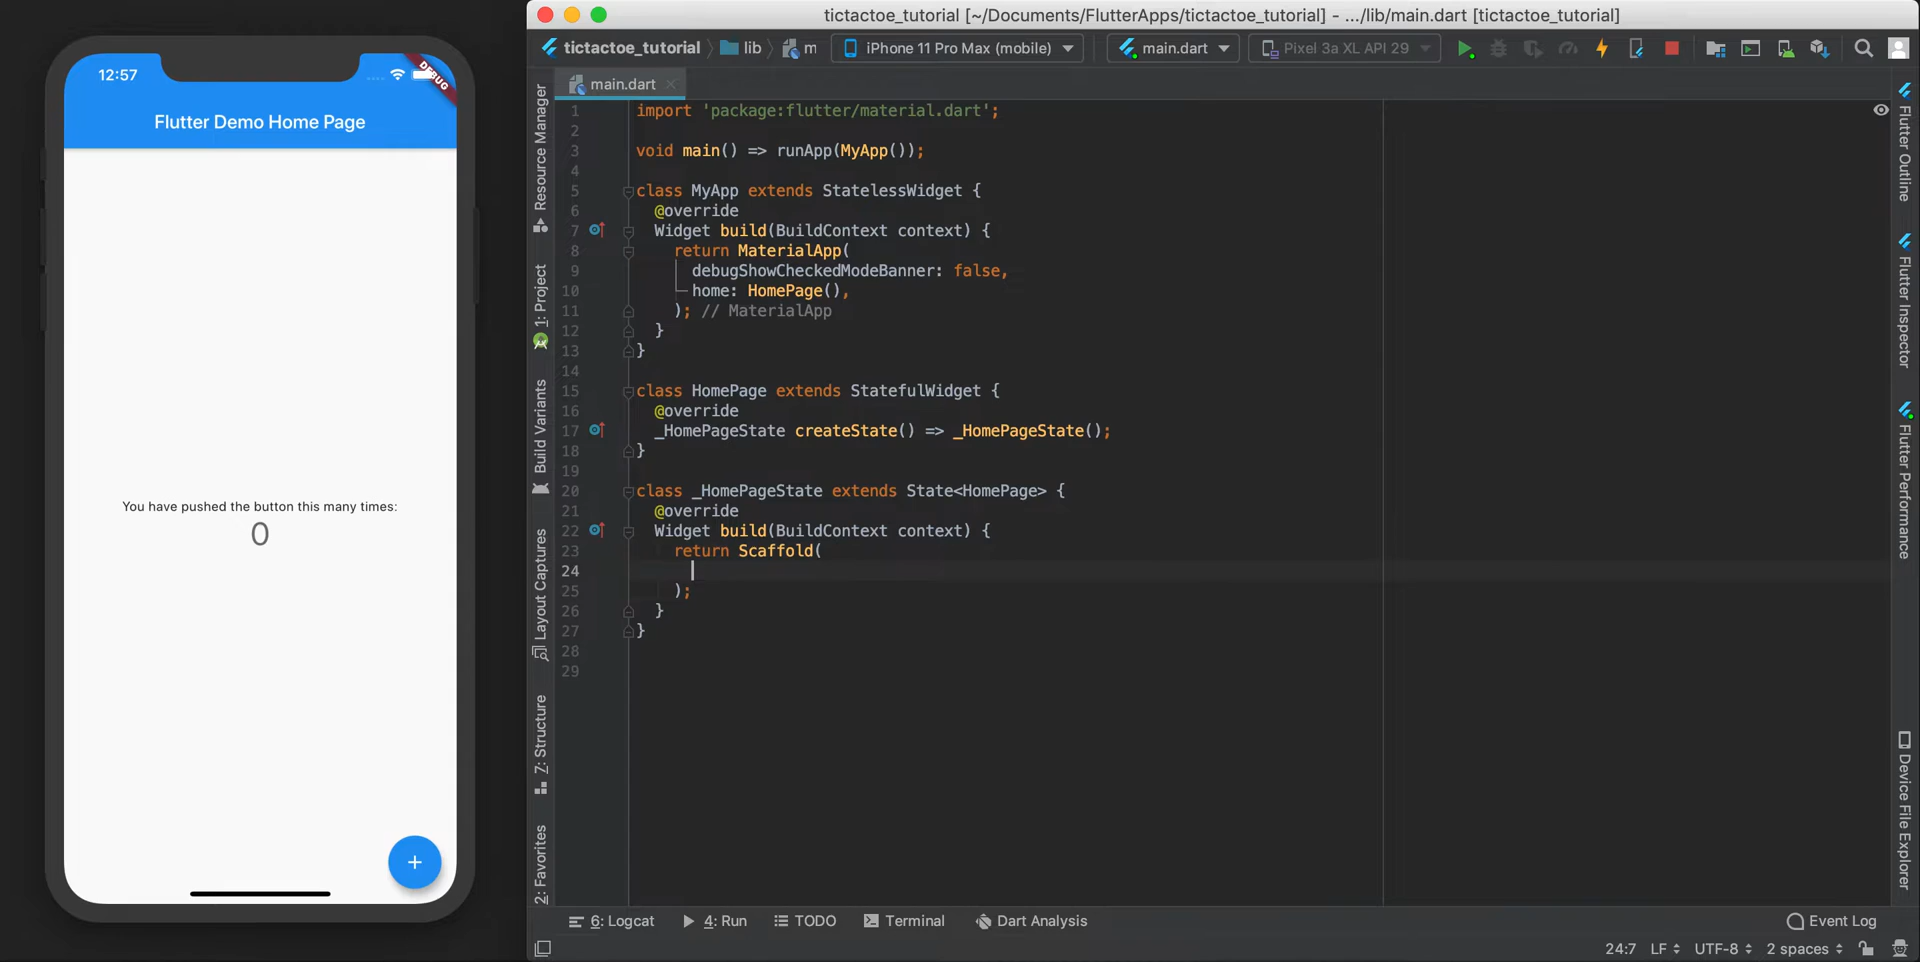 12:57
DEBUG
Flutter Demo Home Page
You have pushed the button this many times:
0
+
tictactoe_tutorial [~/Documents/FlutterApps/tictactoe_tutorial] - .../lib/main.dart [tictactoe_tutorial]
tictactoe_tutorial lib m iPhone 11 Pro Max (mobile) main.dart Pixel 3a XL API 29
main.dart
1 import 'package:flutter/material.dart';
2
3 void main() => runApp(MyApp());
4
5 class MyApp extends StatelessWidget {
6 @override
7 Widget build(BuildContext context) {
8 return MaterialApp(
9 debugShowCheckedModeBanner: false,
10 home: HomePage(),
11 ); // MaterialApp
12 }
13 }
14
15 class HomePage extends StatefulWidget {
16 @override
17 _HomePageState createState() => _HomePageState();
18 }
19
20 class _HomePageState extends State<HomePage> {
21 @override
22 Widget build(BuildContext context) {
23 return Scaffold(
24
25 );
26 }
27 }
28
29
Resource Manager
1: Project
Build Variants
Layout Captures
7: Structure
2: Favorites
Flutter Outline
Flutter Inspector
Flutter Performance
Device File Explorer
6: Logcat 4: Run TODO Terminal Dart Analysis Event Log
24:7 LF UTF-8 2 spaces